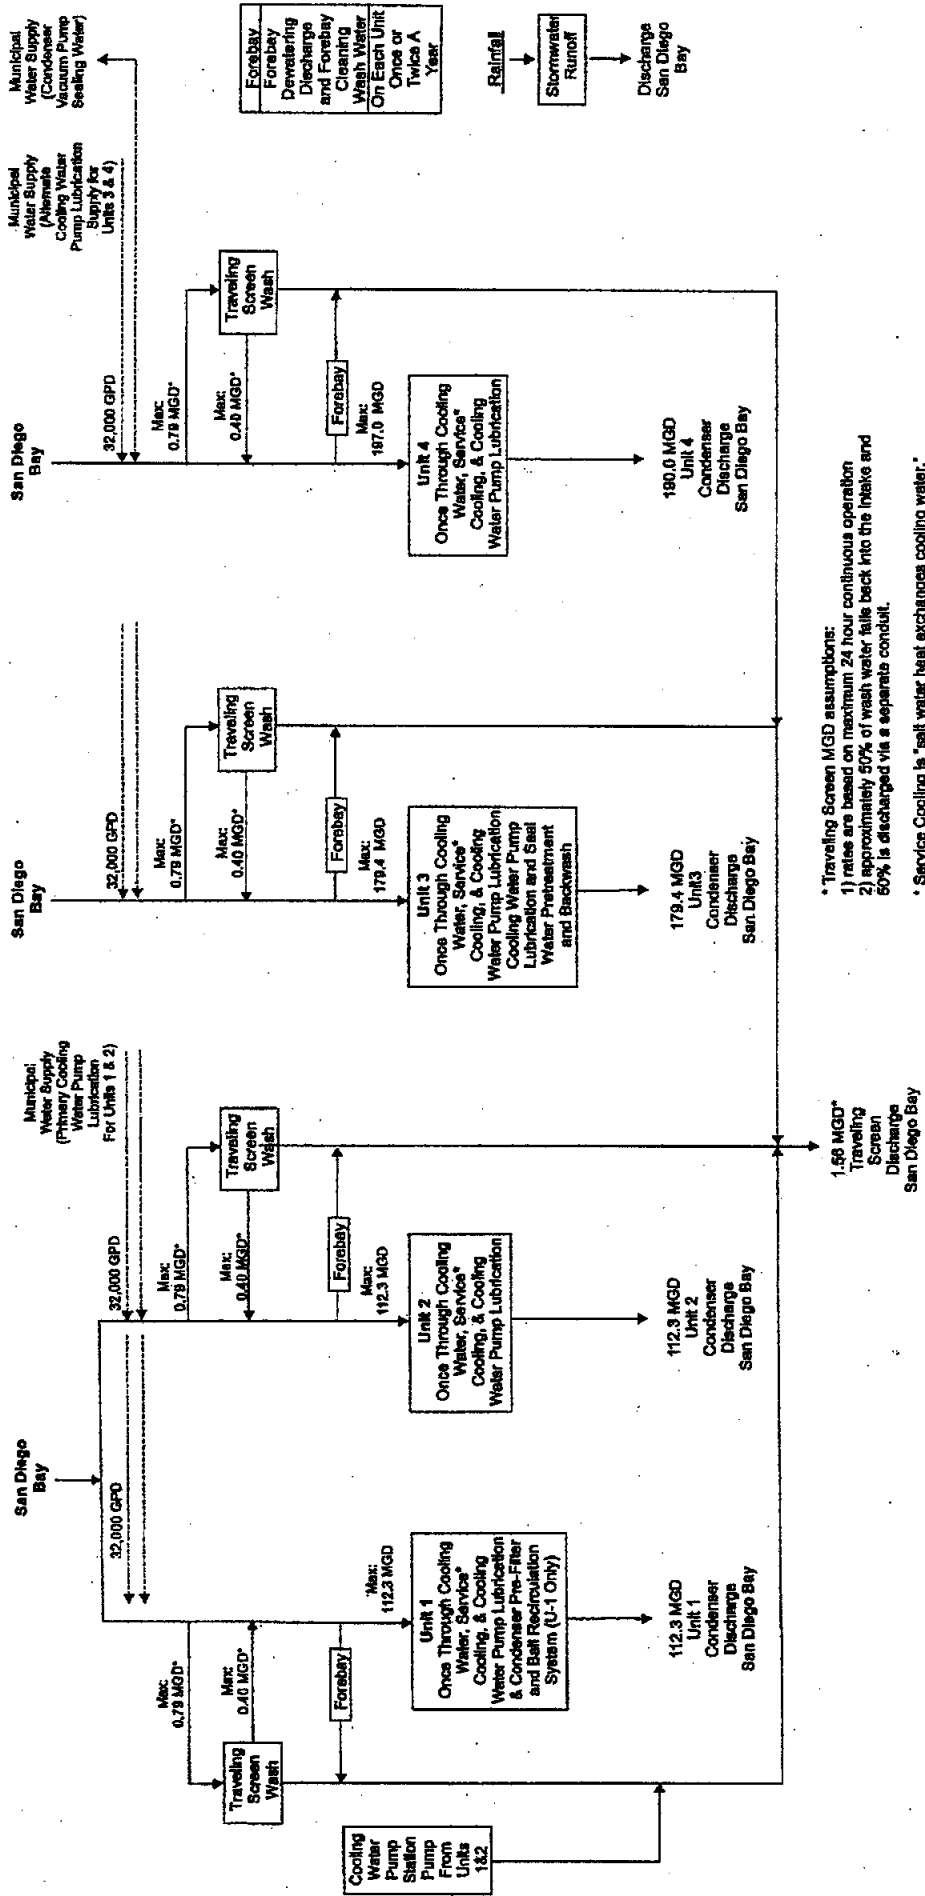 San Diego
Bay
32,000 GPD
Max:
0.79 MGD*
Max:
0.40 MGD*
Traveling
Screen
Wash
Forebay
Max:
112.3 MGD
Unit 1
Once Through Cooling
Water, Service*
Cooling, & Cooling
Water Pump Lubrication
& Condenser Pre-Filter
and Ball Recirculation
System (U-1 Only)
112.3 MGD
Unit 1
Condenser
Discharge
San Diego Bay
Cooling
Water
Pump
Station
Pump
From
Units
1&2
Municipal
Water Supply
(Primary Cooling
Water Pump
Lubrication
For Units 1 & 2)
32,000 GPD
Max:
0.79 MGD*
Max:
0.40 MGD*
Traveling
Screen
Wash
Forebay
Max:
112.3 MGD
Unit 2
Once Through Cooling
Water, Service*
Cooling, & Cooling
Water Pump Lubrication
112.3 MGD
Unit 2
Condenser
Discharge
San Diego Bay
1.56 MGD*
Traveling
Screen
Discharge
San Diego Bay
San Diego
Bay
32,000 GPD
Max:
0.79 MGD*
Max:
0.40 MGD*
Traveling
Screen
Wash
Forebay
Max:
179.4 MGD
Unit 3
Once Through Cooling
Water, Service*
Cooling, & Cooling
Water Pump Lubrication
Cooling Water Pump
Lubrication and Seal
Water Pretreatment
and Backwash
179.4 MGD
Unit3
Condenser
Discharge
San Diego Bay
San Diego
Bay
32,000 GPD
Max:
0.79 MGD*
Max:
0.40 MGD*
Traveling
Screen
Wash
Forebay
Max:
197.0 MGD
Unit 4
Once Through Cooling
Water, Service*
Cooling, & Cooling
Water Pump Lubrication
190.0 MGD
Unit 4
Condenser
Discharge
San Diego Bay
Municipal
Water Supply
(Alternate
Cooling Water
Pump Lubrication
Supply for
Units 3 & 4)
Municipal
Water Supply
(Condenser
Vacuum Pump
Sealing Water)
Forebay
Forebay
Dewatering
Discharge
and Forebay
Cleaning
Wash Water
On Each Unit
Once or
Twice A
Year
Rainfall
Stormwater
Runoff
Discharge
San Diego
Bay
* Traveling Screen MGD assumptions:
1) rates are based on maximum 24 hour continuous operation
2) approximately 50% of wash water falls back into the intake and
50% is discharged via a separate conduit.
* Service Cooling is "salt water heat exchanges cooling water."